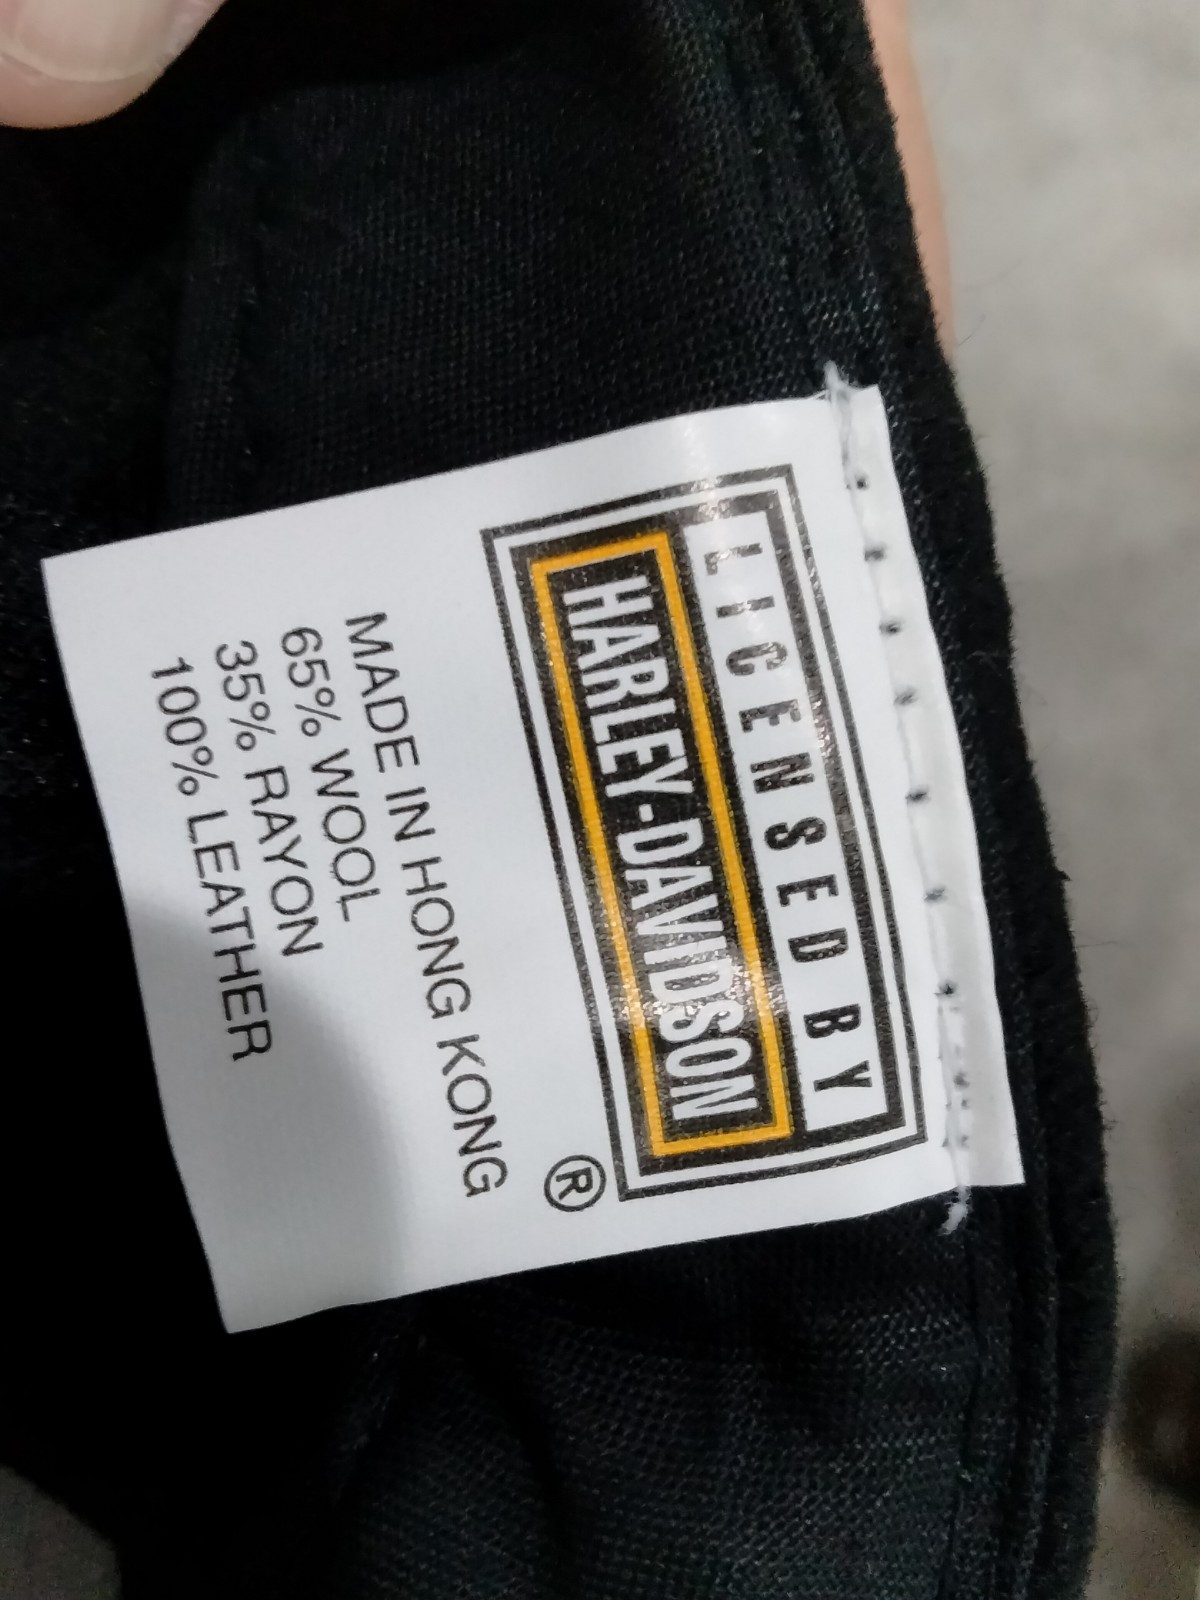 LICENSED BY
HARLEY-DAVIDSON
®
MADE IN HONG KONG
65% WOOL
35% RAYON
100% LEATHER